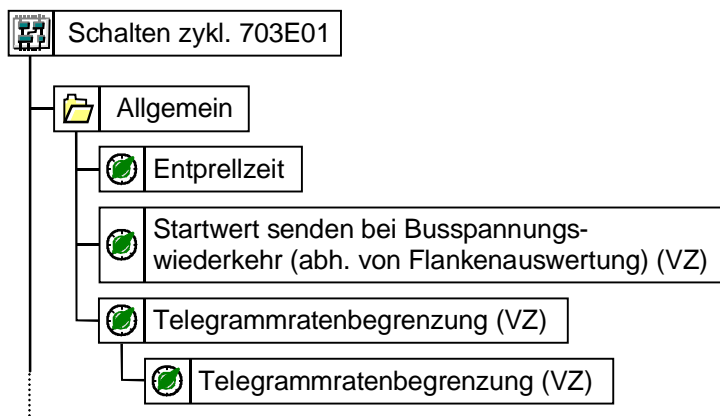 Schalten zykl. 703E01
Allgemein
Entprellzeit
Startwert senden bei Busspannungs-
wiederkehr (abh. von Flankenauswertung) (VZ)
Telegrammratenbegrenzung (VZ)
Telegrammratenbegrenzung (VZ)